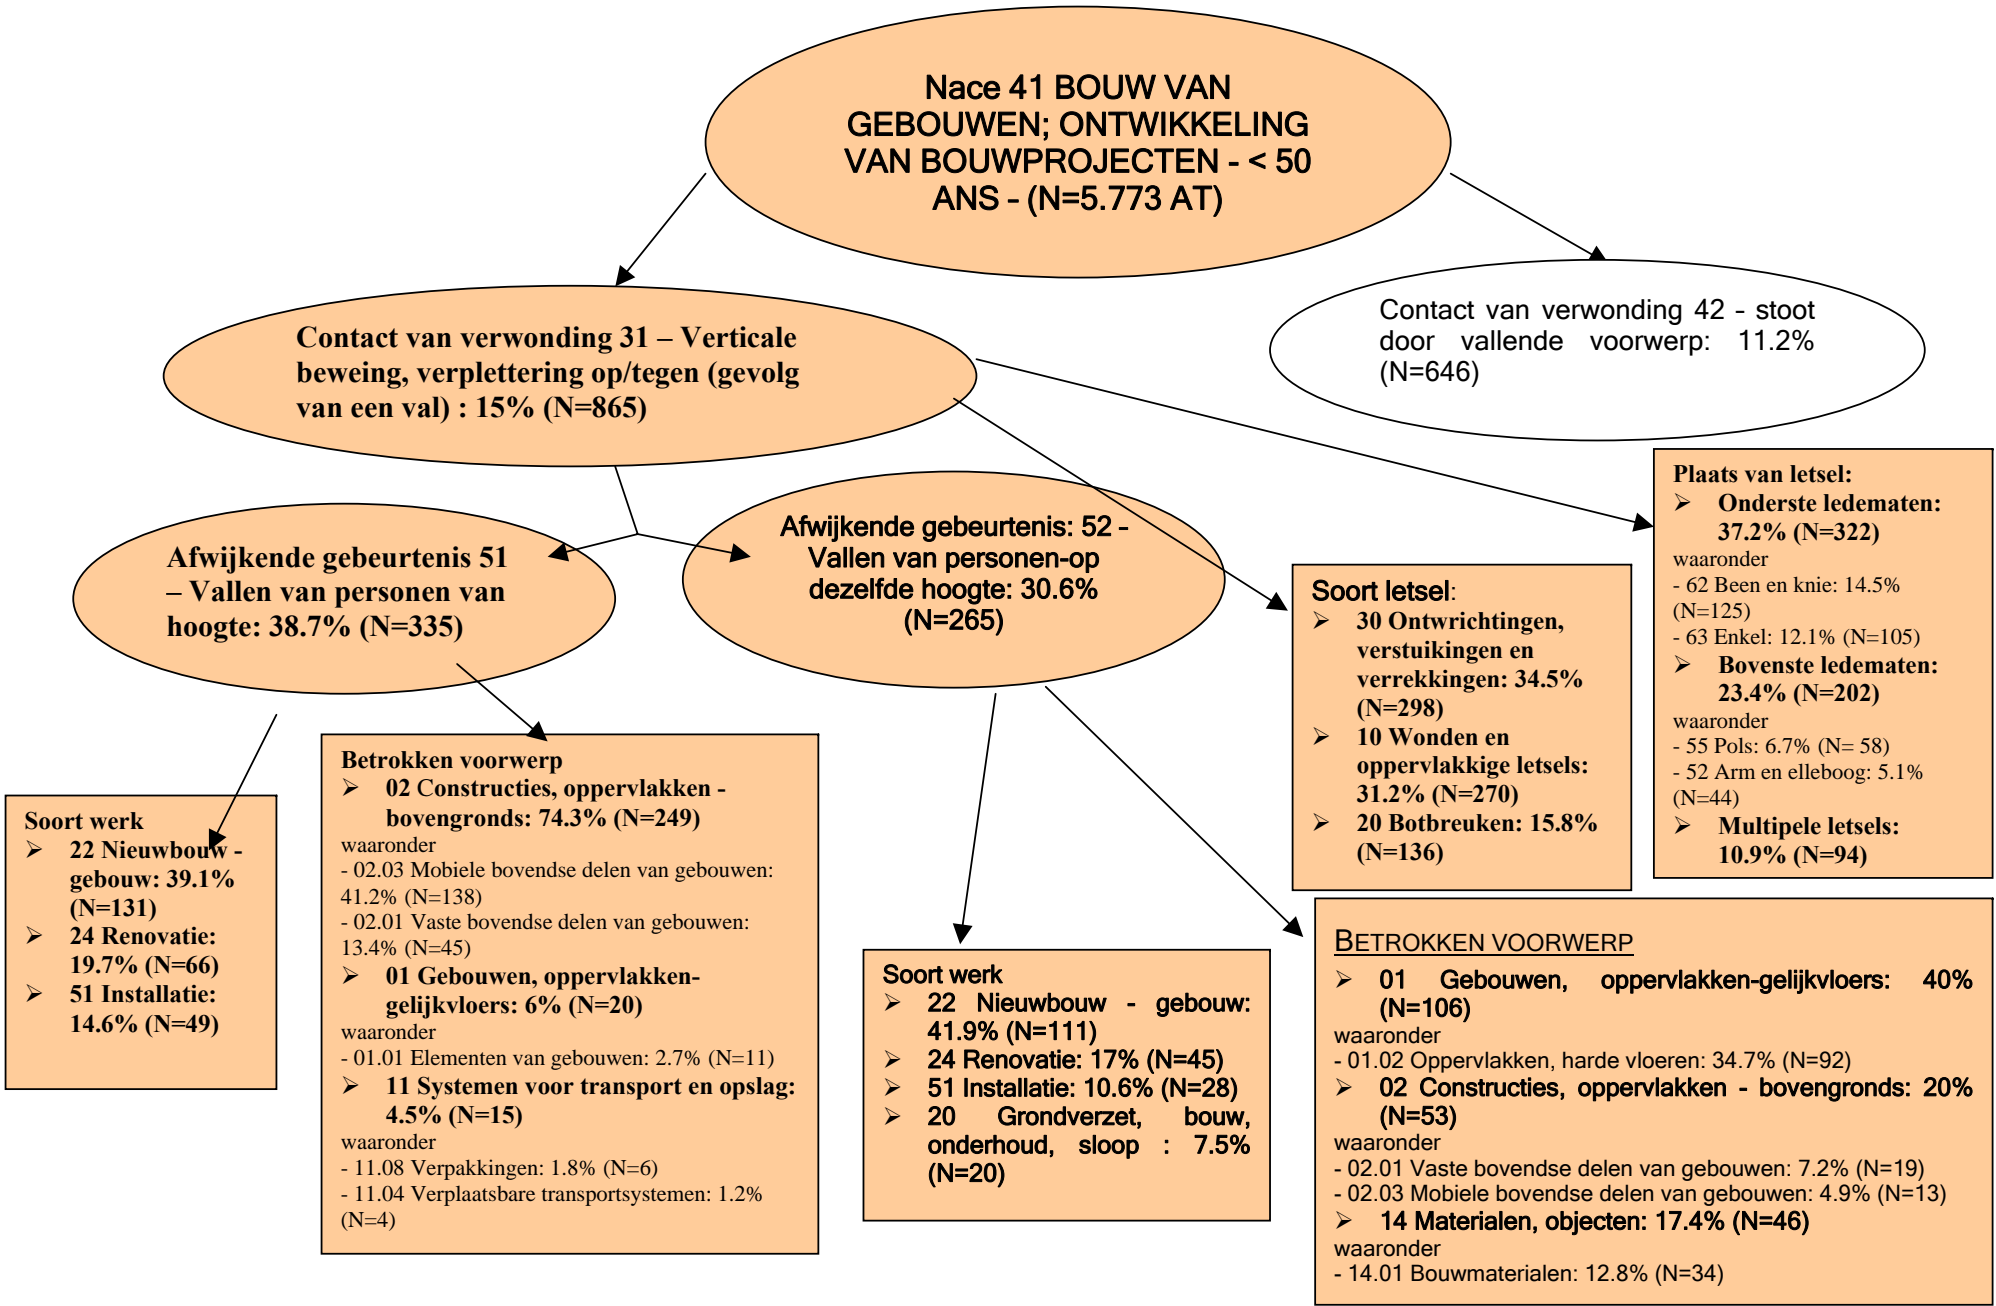 Nace 41 BOUW VAN
GEBOUWEN; ONTWIKKELING
VAN BOUWPROJECTEN - < 50
ANS - (N=5.773 AT)
Contact van verwonding 31 – Verticale
beweing, verplettering op/tegen (gevolg
van een val) : 15% (N=865)
Contact van verwonding 42 - stoot
door vallende voorwerp: 11.2%
(N=646)
Afwijkende gebeurtenis 51
– Vallen van personen van
hoogte: 38.7% (N=335)
Afwijkende gebeurtenis: 52 -
Vallen van personen-op
dezelfde hoogte: 30.6%
(N=265)
Soort letsel:
➢ 30 Ontwrichtingen,
verstuikingen en
verrekkingen: 34.5%
(N=298)
➢ 10 Wonden en
oppervlakkige letsels:
31.2% (N=270)
➢ 20 Botbreuken: 15.8%
(N=136)
Plaats van letsel:
➢ Onderste ledematen:
37.2% (N=322)
waaronder
- 62 Been en knie: 14.5%
(N=125)
- 63 Enkel: 12.1% (N=105)
➢ Bovenste ledematen:
23.4% (N=202)
waaronder
- 55 Pols: 6.7% (N= 58)
- 52 Arm en elleboog: 5.1%
(N=44)
➢ Multipele letsels:
10.9% (N=94)
Soort werk
➢ 22 Nieuwbouw -
gebouw: 39.1%
(N=131)
➢ 24 Renovatie:
19.7% (N=66)
➢ 51 Installatie:
14.6% (N=49)
Betrokken voorwerp
➢ 02 Constructies, oppervlakken -
bovengronds: 74.3% (N=249)
waaronder
- 02.03 Mobiele bovendse delen van gebouwen:
41.2% (N=138)
- 02.01 Vaste bovendse delen van gebouwen:
13.4% (N=45)
➢ 01 Gebouwen, oppervlakken-
gelijkvloers: 6% (N=20)
waaronder
- 01.01 Elementen van gebouwen: 2.7% (N=11)
➢ 11 Systemen voor transport en opslag:
4.5% (N=15)
waaronder
- 11.08 Verpakkingen: 1.8% (N=6)
- 11.04 Verplaatsbare transportsystemen: 1.2%
(N=4)
Soort werk
➢ 22 Nieuwbouw - gebouw:
41.9% (N=111)
➢ 24 Renovatie: 17% (N=45)
➢ 51 Installatie: 10.6% (N=28)
➢ 20 Grondverzet, bouw,
onderhoud, sloop : 7.5%
(N=20)
BETROKKEN VOORWERP
➢ 01 Gebouwen, oppervlakken-gelijkvloers: 40%
(N=106)
waaronder
- 01.02 Oppervlakken, harde vloeren: 34.7% (N=92)
➢ 02 Constructies, oppervlakken - bovengronds: 20%
(N=53)
waaronder
- 02.01 Vaste bovendse delen van gebouwen: 7.2% (N=19)
- 02.03 Mobiele bovendse delen van gebouwen: 4.9% (N=13)
➢ 14 Materialen, objecten: 17.4% (N=46)
waaronder
- 14.01 Bouwmaterialen: 12.8% (N=34)